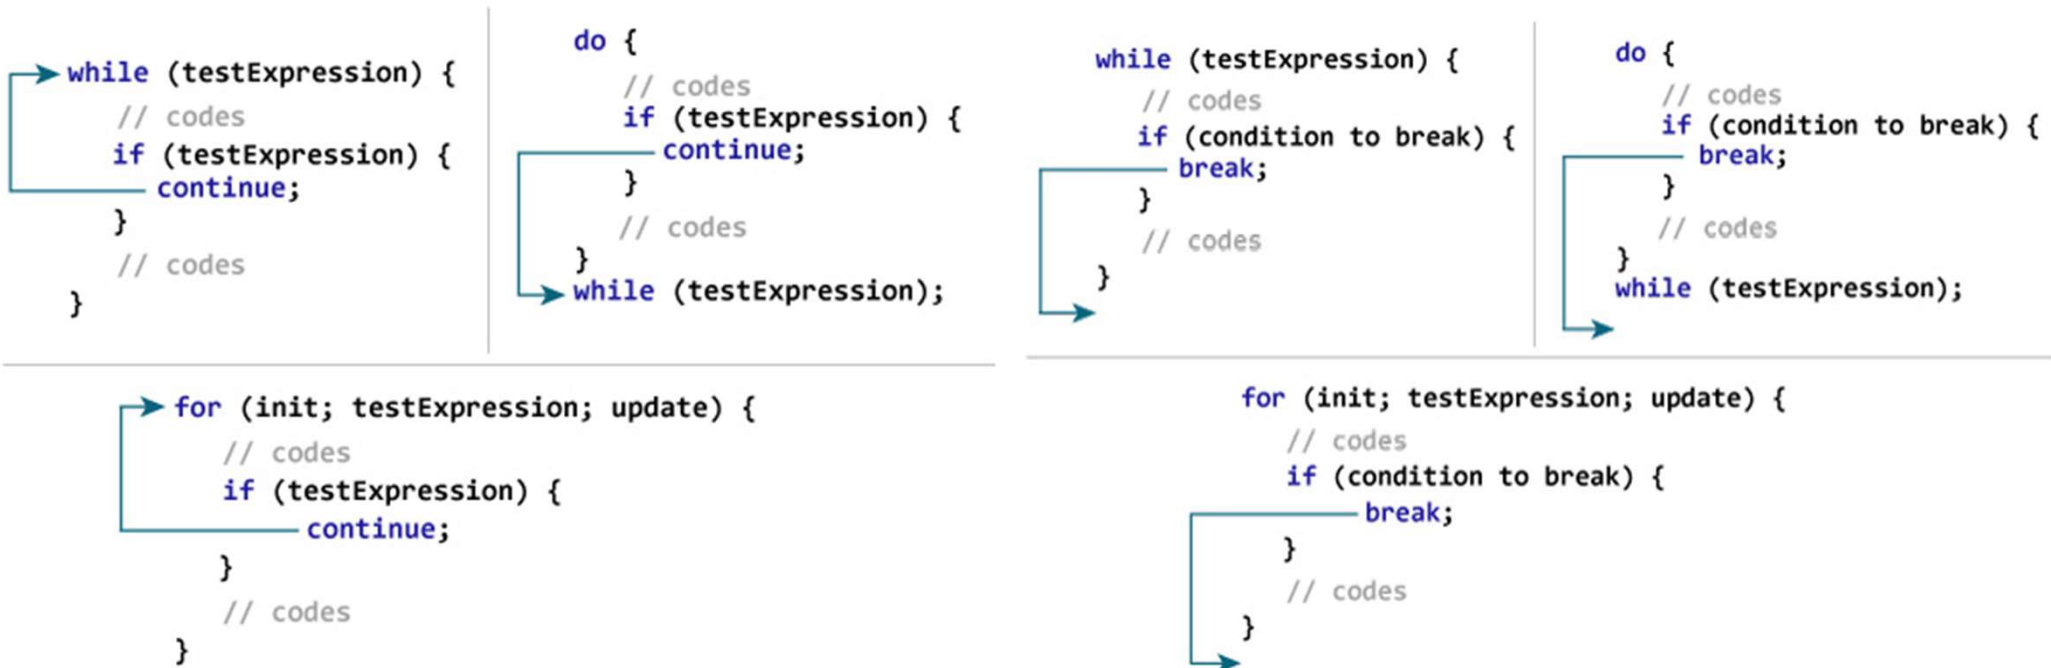 while (testExpression) {
// codes
if (testExpression) {
continue;
}
// codes
}
do {
// codes
if (testExpression) {
continue;
}
// codes
}
while (testExpression);
for (init; testExpression; update) {
// codes
if (testExpression) {
continue;
}
// codes
}
while (testExpression) {
// codes
if (condition to break) {
break;
}
// codes
}
do {
// codes
if (condition to break) {
break;
}
// codes
}
while (testExpression);
for (init; testExpression; update) {
// codes
if (condition to break) {
break;
}
// codes
}